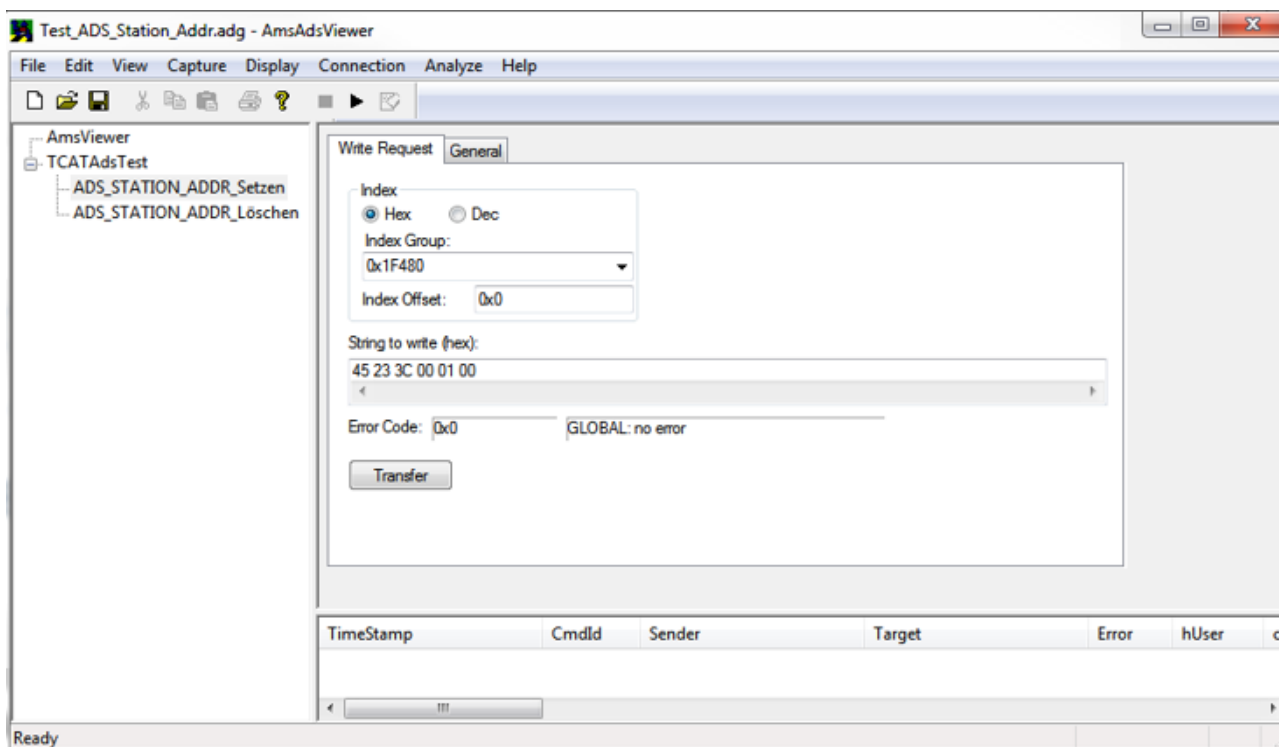 Test_ADS_Station_Addr.adg - AmsAdsViewer
File Edit View Capture Display Connection Analyze Help
AmsViewer
TCATAdsTest
ADS_STATION_ADDR_Setzen
ADS_STATION_ADDR_Löschen
Write Request General
Index
Hex Dec
Index Group:
0x1F480
Index Offset: 0x0
String to write (hex):
45 23 3C 00 01 00
Error Code: 0x0 GLOBAL: no error
Transfer
TimeStamp CmdId Sender Target Error hUser
Ready